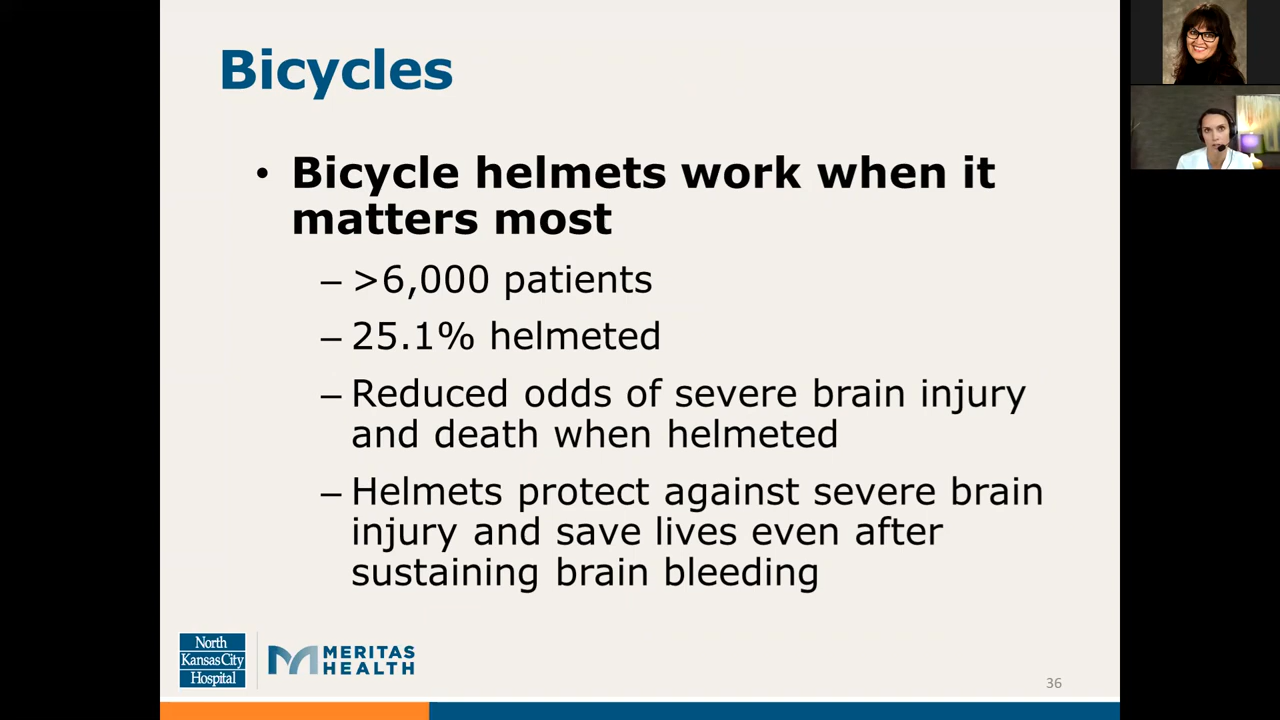 Bicycles
• Bicycle helmets work when it
matters most
– >6,000 patients
– 25.1% helmeted
– Reduced odds of severe brain injury
and death when helmeted
– Helmets protect against severe brain
injury and save lives even after
sustaining brain bleeding
North
Kansas City
Hospital
MERITAS
HEALTH
36